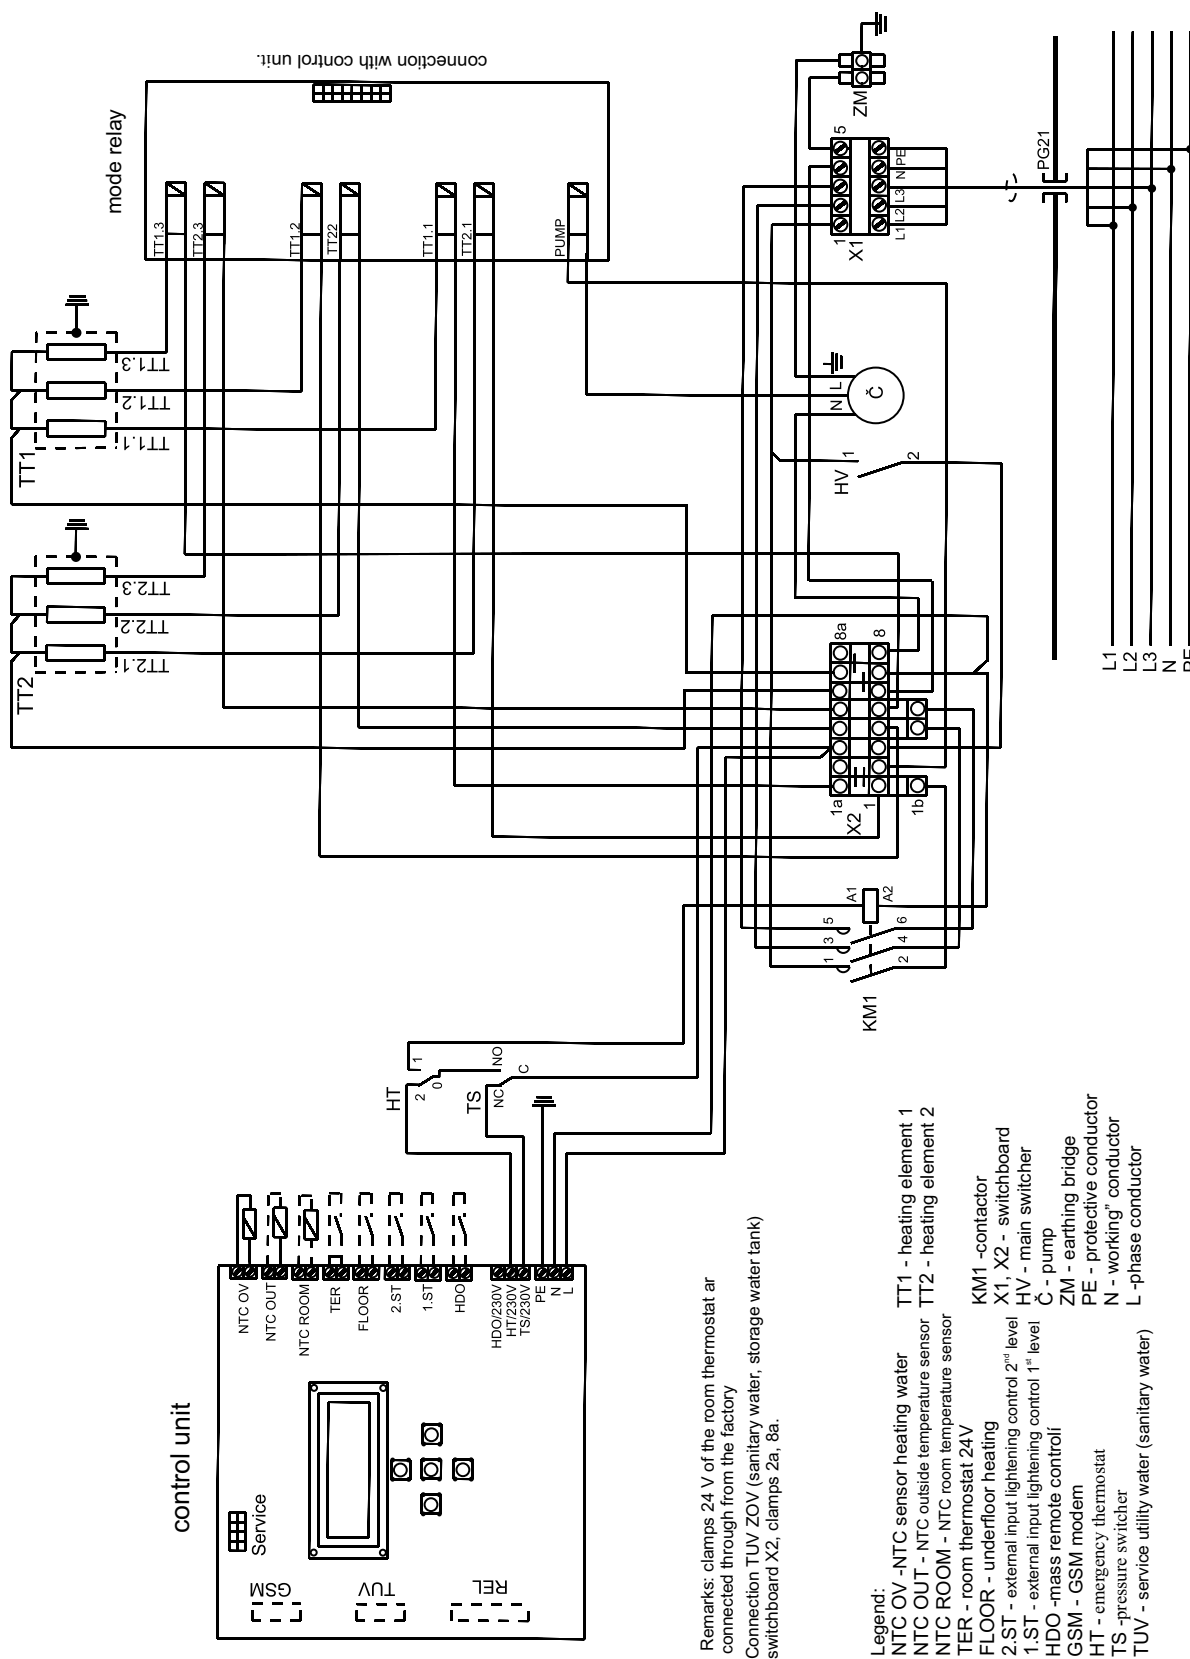 connection with control unit.
mode relay
TT1.3
TT2.3
TT1.2
TT22
TT1.1
TT2.1
PUMP
TT1
TT1.3
TT1.2
TT1.1
TT2
TT2.3
TT2.2
TT2.1
ZM
5
1
X1
PE
N
L3
L2
L1
PG21
L1
L2
L3
N
PE
N L
Č
HV
1
2
8a
8
1a
1
1b
X2
A1
A2
5
3
1
6
4
2
KM1
HT
1
2
0
TS
NO
NC
C
control unit
NTC OV
NTC OUT
NTC ROOM
TER
FLOOR
2.ST
1.ST
HDO
HDO/230V
HT/230V
TS/230V
PE
N
L
Service
GSM
TUV
REL
Remarks: clamps 24 V of the room thermostat ar
connected through from the factory
Connection TUV ZOV (sanitary water, storage water tank)
switchboard X2, clamps 2a, 8a.
Legend:
NTC OV -NTC sensor heating water
NTC OUT - NTC outside temperature sensor
NTC ROOM - NTC room temperature sensor
TER - room thermostat 24V
FLOOR - underfloor heating
2.ST - external input lightening control 2nd level
1.ST - external input lightening control 1st level
HDO -mass remote controlí
GSM - GSM modem
HT - emergency thermostat
TS -pressure switcher
TUV - service utility water (sanitary water)
TT1 - heating element 1
TT2 - heating element 2
KM1 -contactor
X1, X2 - switchboard
HV - main switcher
Č - pump
ZM - earthing bridge
PE - protective conductor
N - working” conductor
L -phase conductor